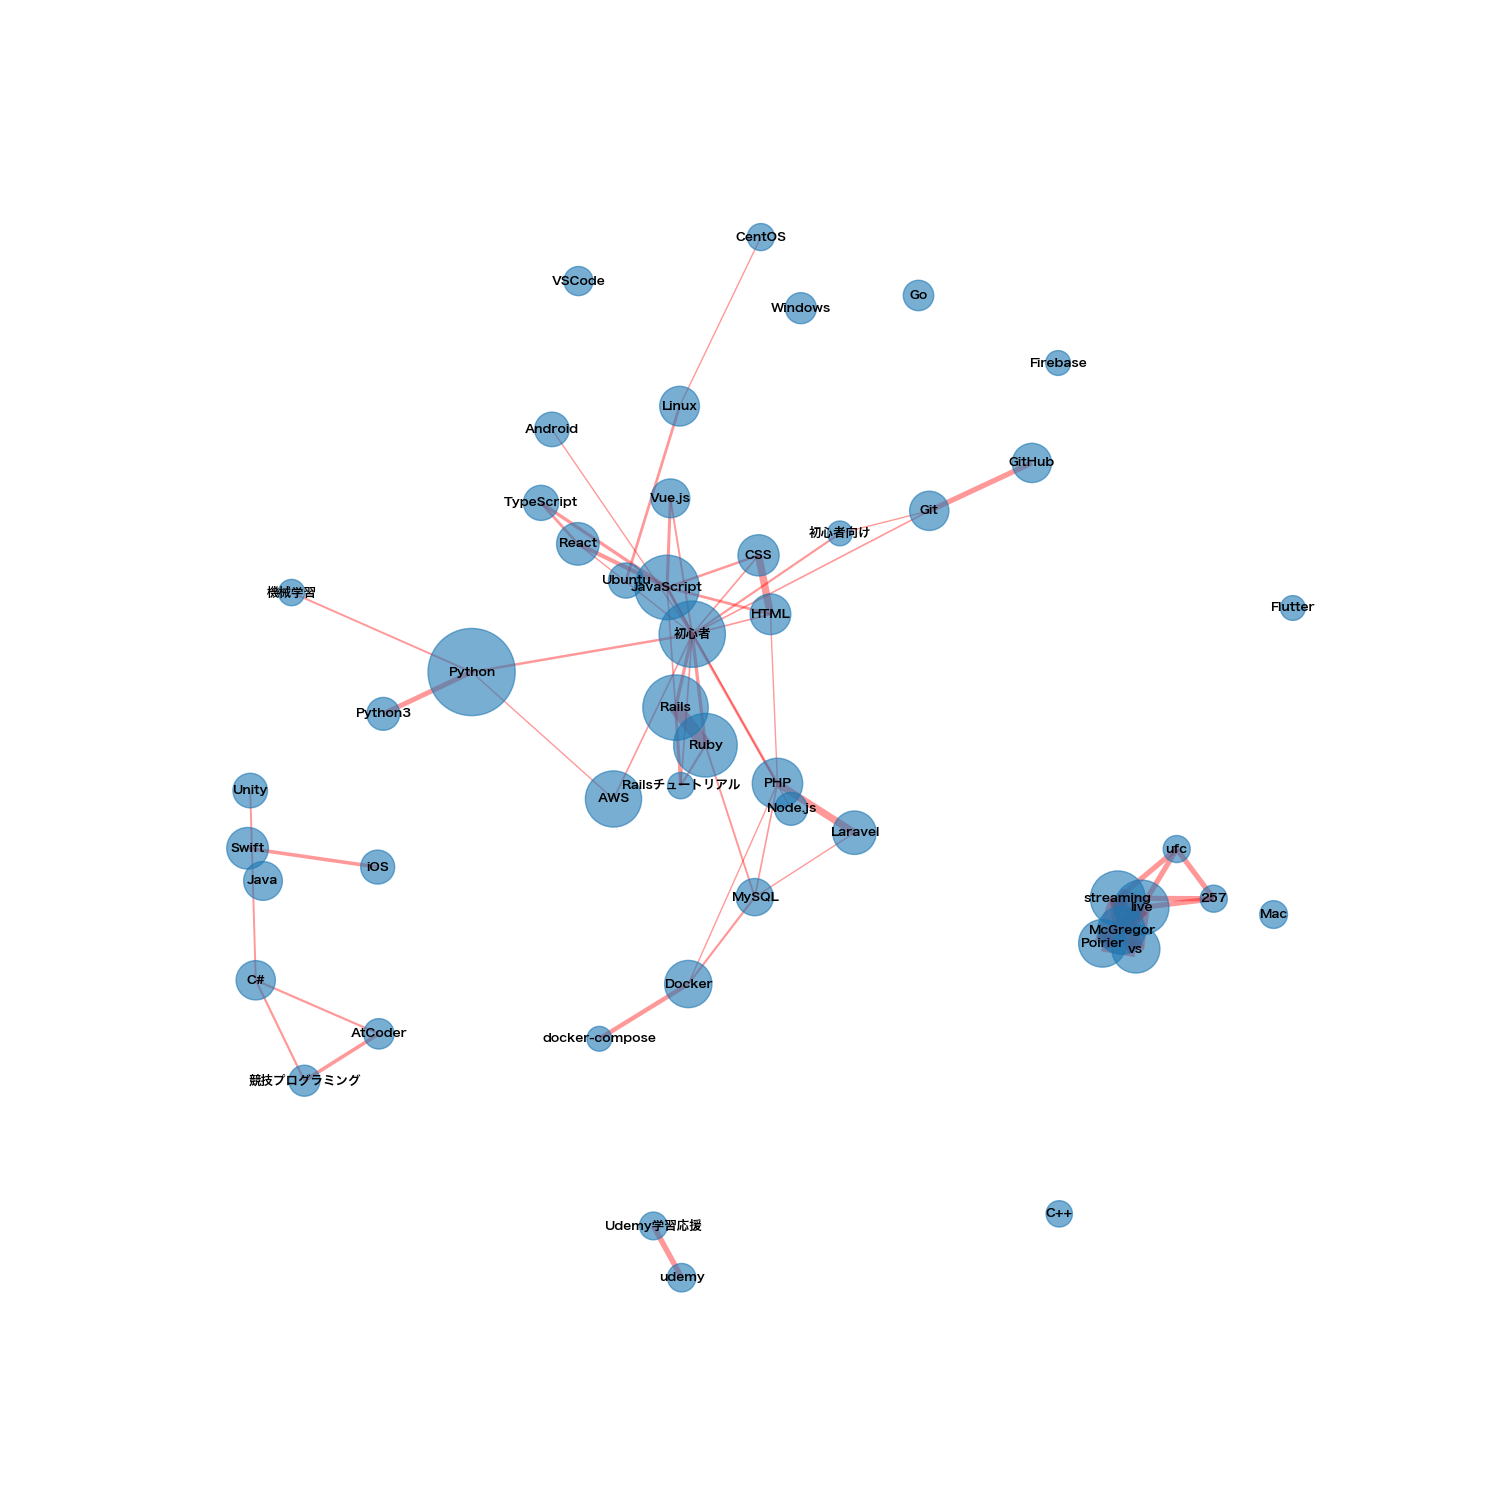 CentOS
VSCode
Go
Windows
Firebase
Linux
Android
GitHub
Vue.js
TypeScript
Git
初心者向け
React
CSS
Ubuntu
JavaScript
機械学習
Flutter
HTML
初心者
Python
Rails
Python3
Ruby
PHP
Railsチュートリアル
Unity
AWS
Node.js
Laravel
Swift
ufc
iOS
Java
MySQL
streaming
257
live
Mac
McGregor
Poirier
vs
C#
Docker
AtCoder
docker-compose
競技プログラミング
C++
Udemy学習応援
udemy